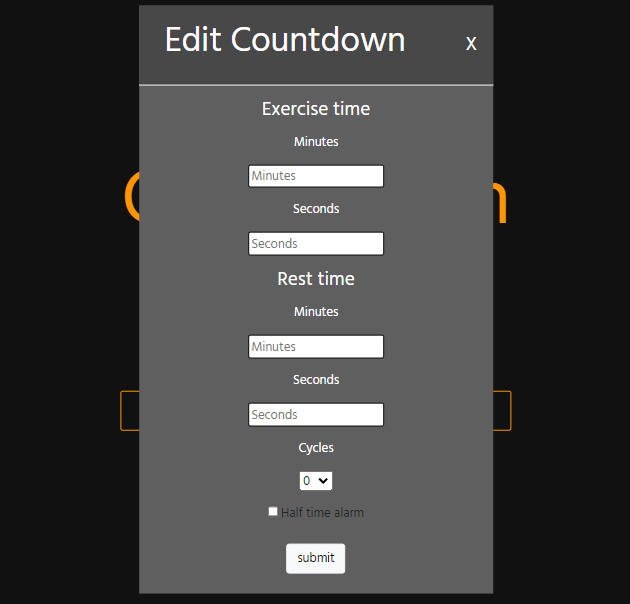 Edit Countdown
x
Exercise time
Minutes
Minutes
Seconds
Seconds
Rest time
Minutes
Minutes
Seconds
Seconds
Cycles
0
Half time alarm
submit